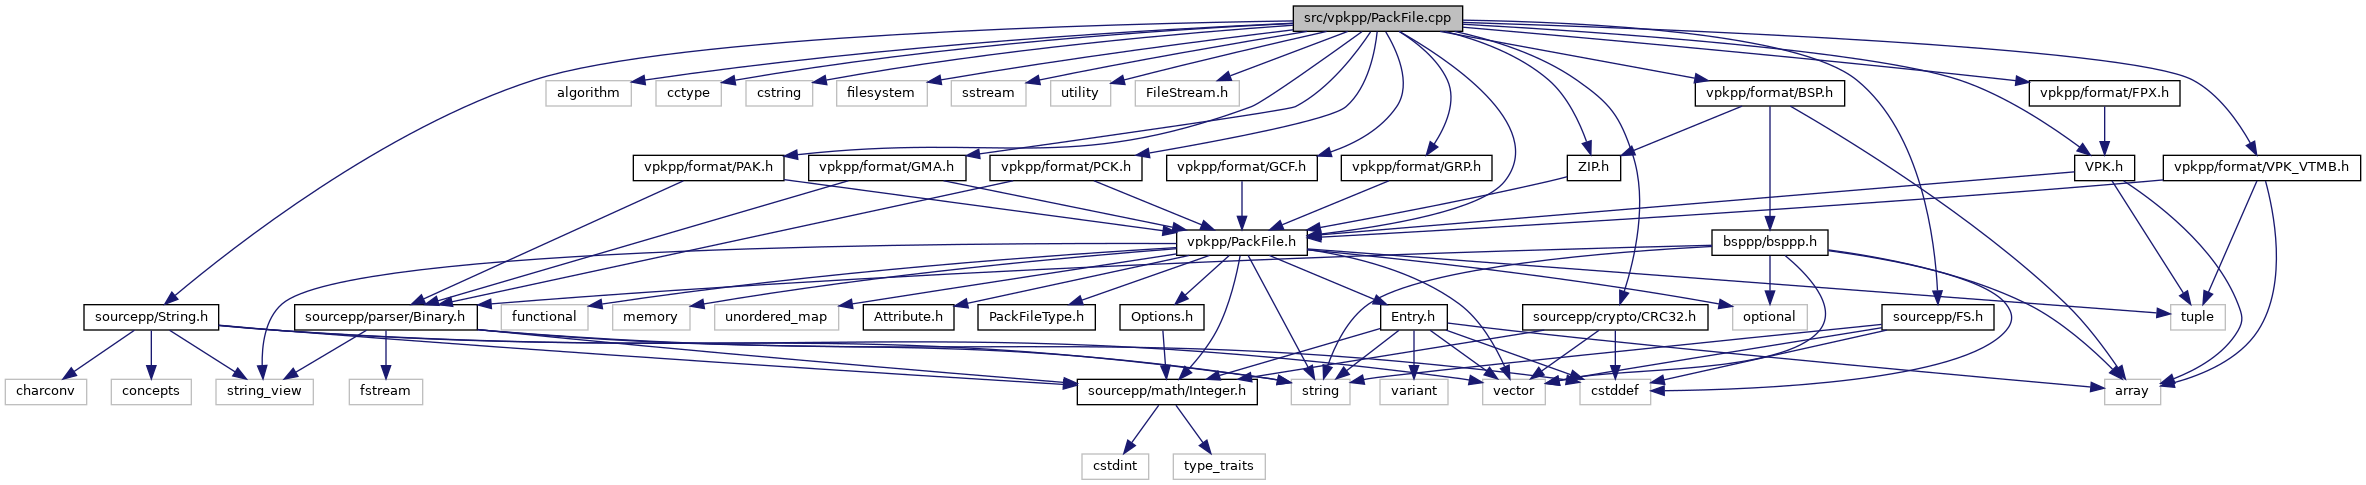 src/vpkpp/PackFile.cpp
algorithm
cctype
cstring
filesystem
sstream
utility
FileStream.h
vpkpp/format/BSP.h
vpkpp/format/FPX.h
vpkpp/format/PAK.h
vpkpp/format/GMA.h
vpkpp/format/PCK.h
vpkpp/format/GCF.h
vpkpp/format/GRP.h
ZIP.h
VPK.h
vpkpp/format/VPK_VTMB.h
vpkpp/PackFile.h
bsppp/bsppp.h
sourcepp/String.h
sourcepp/parser/Binary.h
functional
memory
unordered_map
Attribute.h
PackFileType.h
Options.h
Entry.h
sourcepp/crypto/CRC32.h
optional
sourcepp/FS.h
tuple
charconv
concepts
string_view
fstream
sourcepp/math/Integer.h
string
variant
vector
cstddef
array
cstdint
type_traits